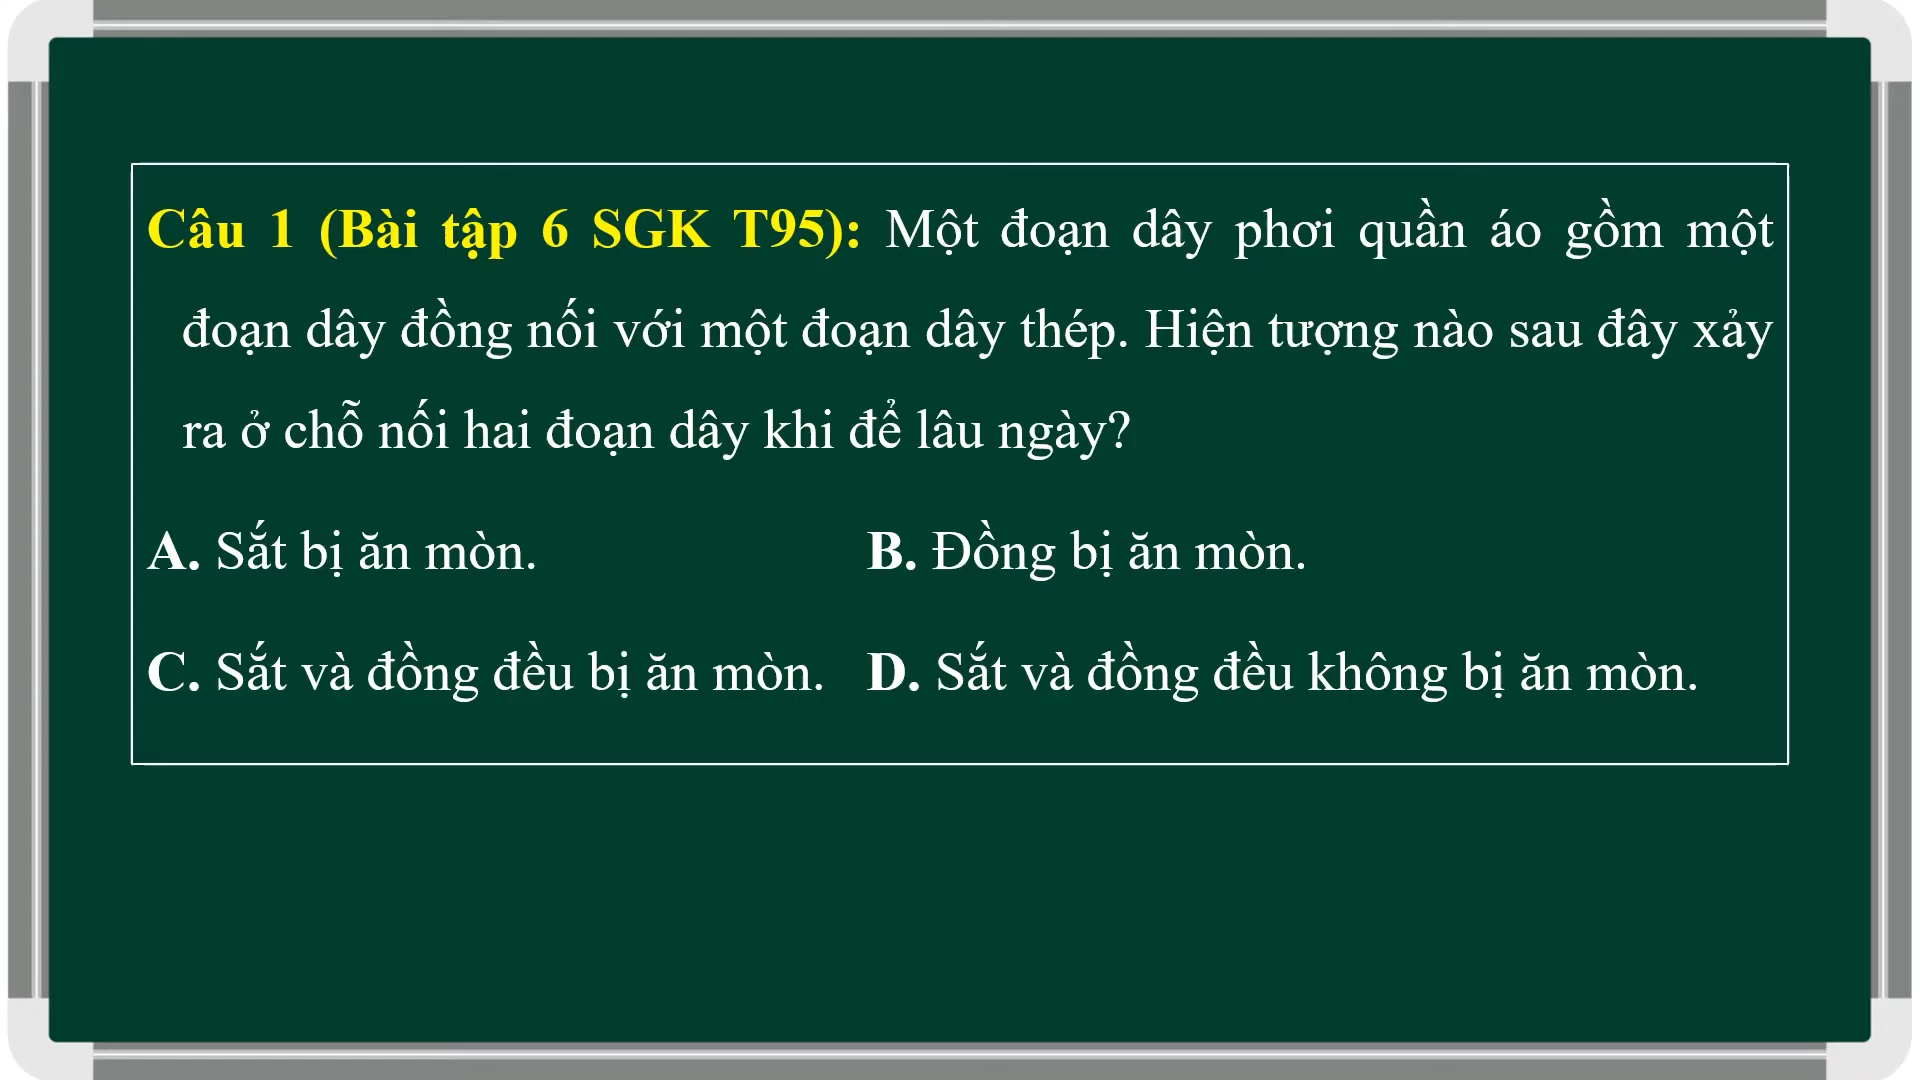 Câu 1 (Bài tập 6 SGK T95): Một đoạn dây phơi quần áo gồm một
đoạn dây đồng nối với một đoạn dây thép. Hiện tượng nào sau đây xảy
ra ở chỗ nối hai đoạn dây khi để lâu ngày?
A. Sắt bị ăn mòn. B. Đồng bị ăn mòn.
C. Sắt và đồng đều bị ăn mòn. D. Sắt và đồng đều không bị ăn mòn.